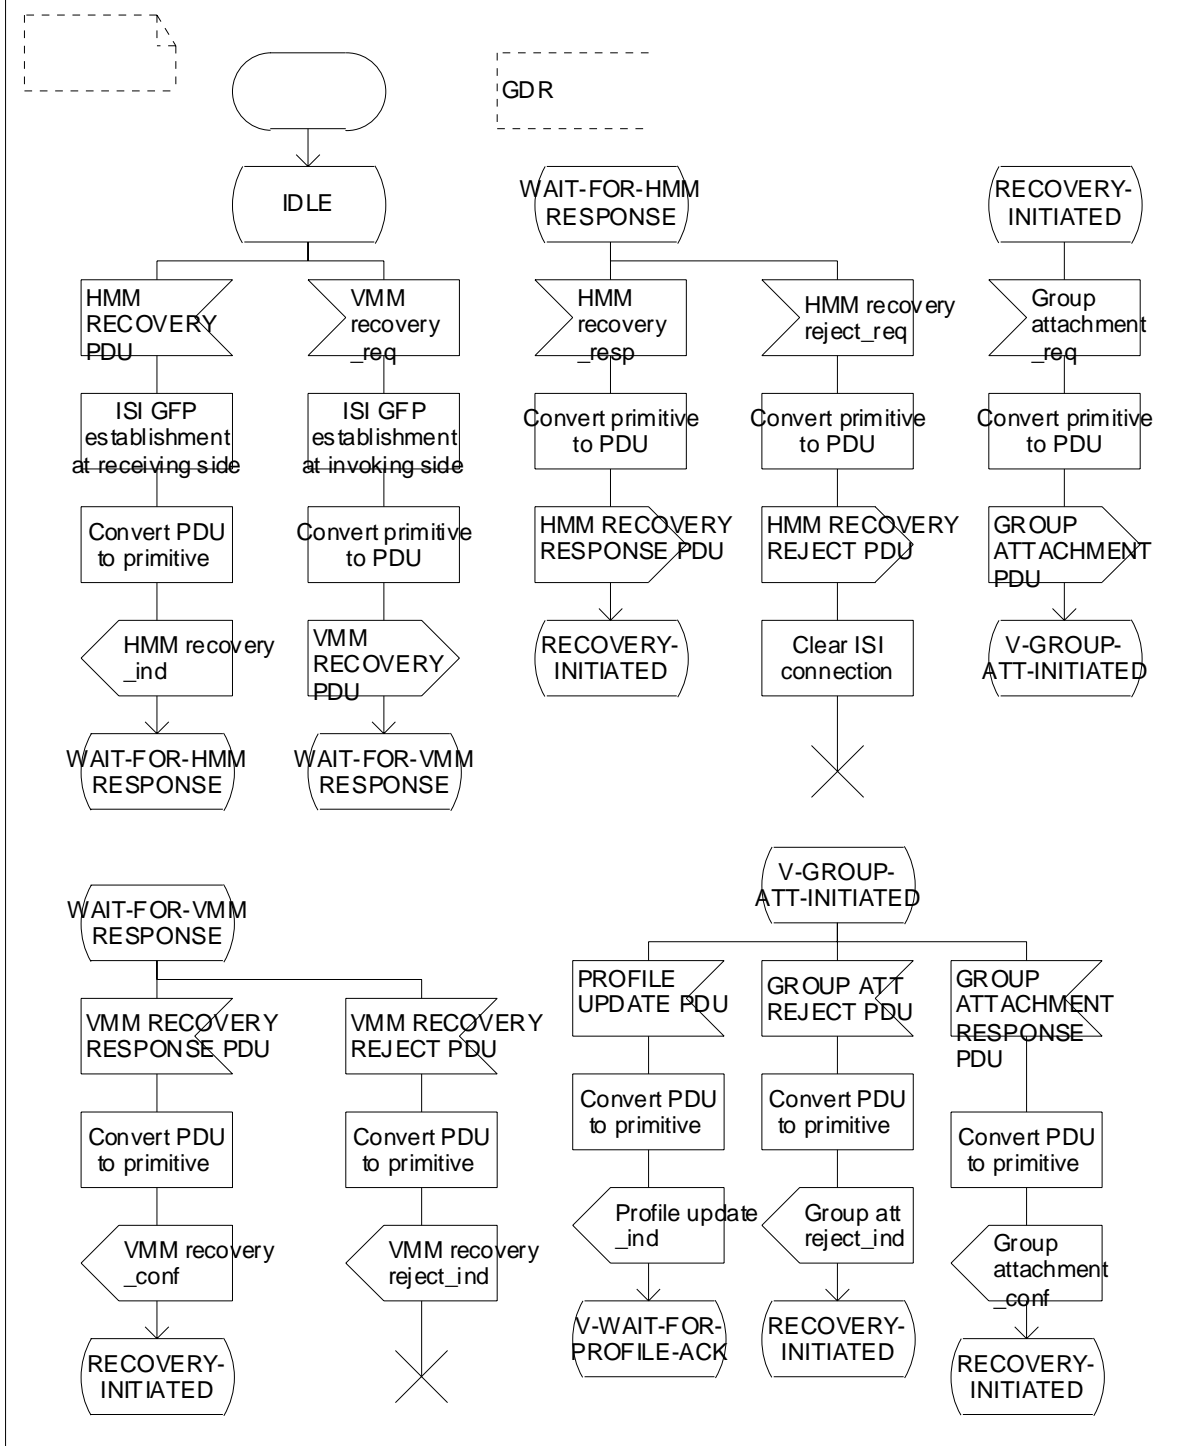 GDR
IDLE
HMM
RECOVERY
PDU
ISI GFP
establishment
at receiving side
Convert PDU
to primitive
HMM recovery
_ind
WAIT-FOR-HMM
RESPONSE
VMM
recovery
_req
ISI GFP
establishment
at invoking side
Convert primitive
to PDU
VMM
RECOVERY
PDU
WAIT-FOR-VMM
RESPONSE
WAIT-FOR-HMM
RESPONSE
HMM
recovery
_resp
Convert primitive
to PDU
HMM RECOVERY
RESPONSE PDU
RECOVERY-
INITIATED
HMM recovery
reject_req
Convert primitive
to PDU
HMM RECOVERY
REJECT PDU
Clear ISI
connection
RECOVERY-
INITIATED
Group
attachment
_req
Convert primitive
to PDU
GROUP
ATTACHMENT
PDU
V-GROUP-
ATT-INITIATED
WAIT-FOR-VMM
RESPONSE
VMM RECOVERY
RESPONSE PDU
Convert PDU
to primitive
VMM recovery
_conf
RECOVERY-
INITIATED
VMM RECOVERY
REJECT PDU
Convert PDU
to primitive
VMM recovery
reject_ind
V-GROUP-
ATT-INITIATED
PROFILE
UPDATE PDU
Convert PDU
to primitive
Profile update
_ind
V-WAIT-FOR-
PROFILE-ACK
GROUP ATT
REJECT PDU
Convert PDU
to primitive
Group att
reject_ind
RECOVERY-
INITIATED
GROUP
ATTACHMENT
RESPONSE
PDU
Convert PDU
to primitive
Group
attachment
_conf
RECOVERY-
INITIATED